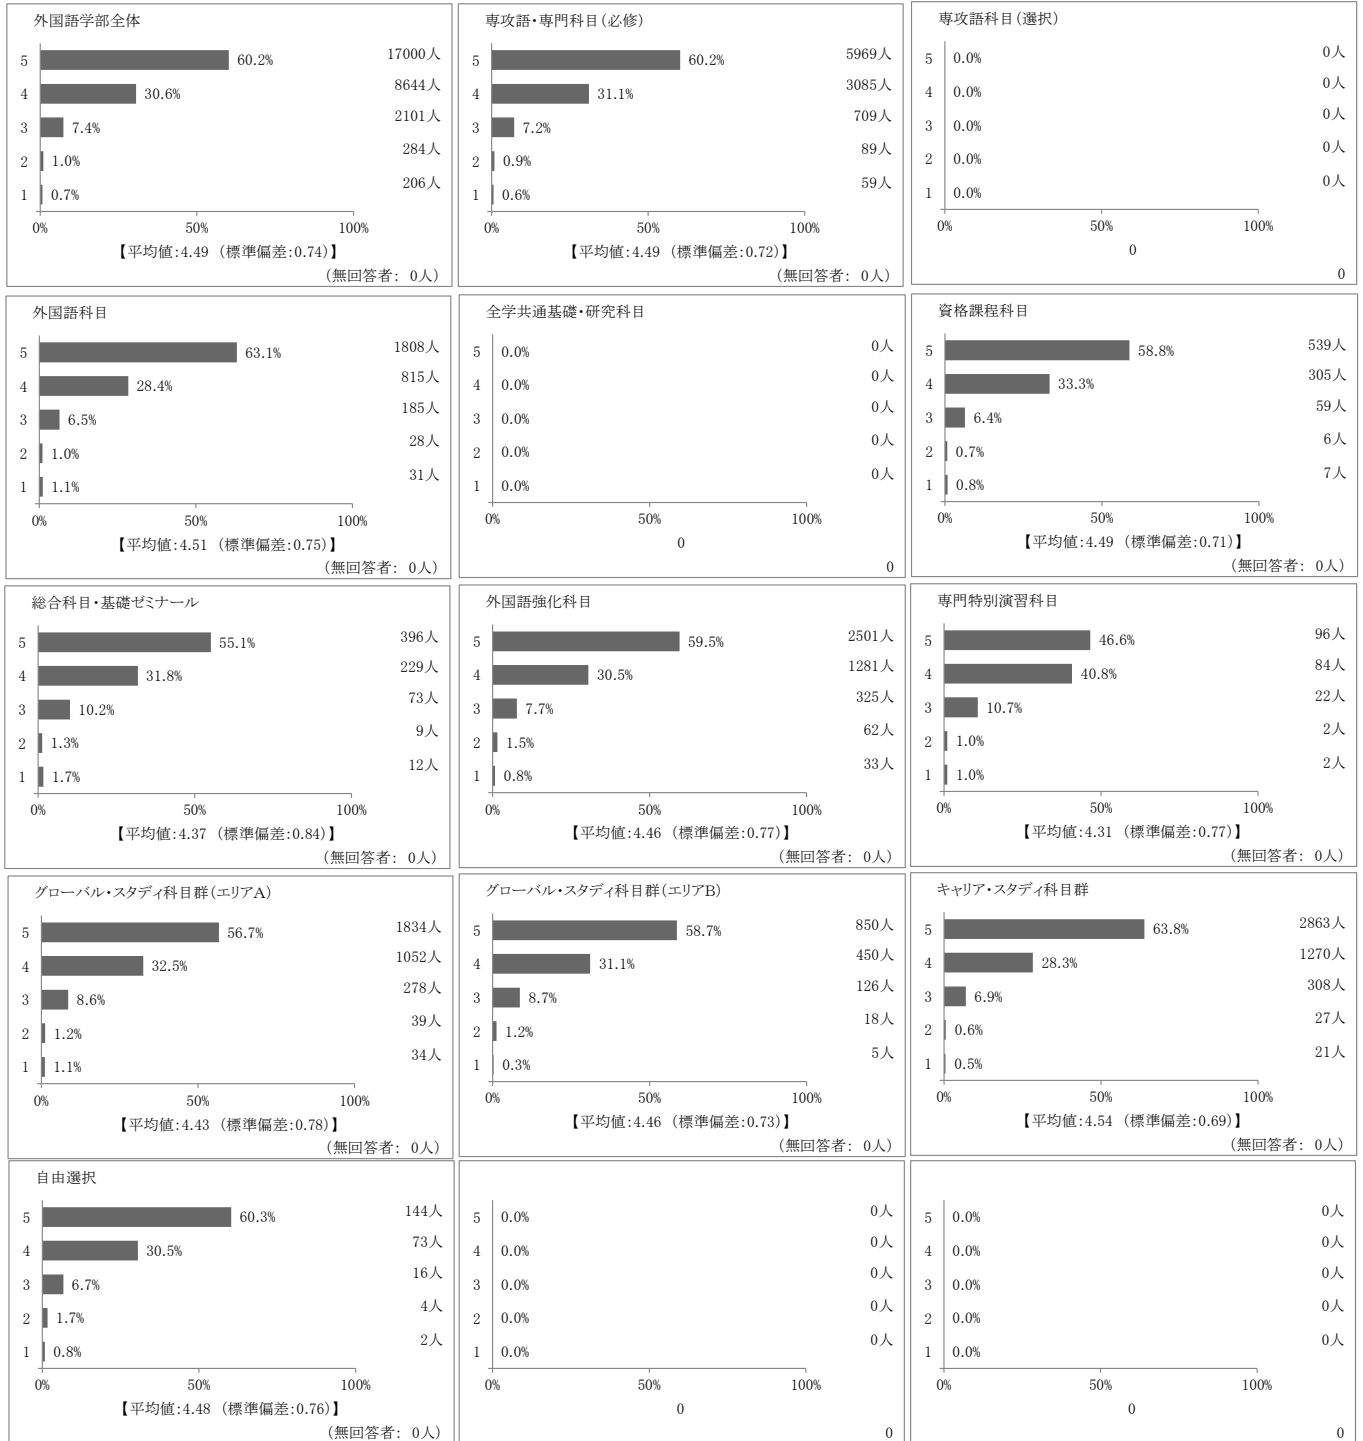 外国語学部全体
5 60.2% 17000人
4 30.6% 8644人
3 7.4% 2101人
2 1.0% 284人
1 0.7% 206人
0% 50% 100%
【平均値:4.49 (標準偏差:0.74)】
(無回答者: 0人)
専攻語・専門科目(必修)
5 60.2% 5969人
4 31.1% 3085人
3 7.2% 709人
2 0.9% 89人
1 0.6% 59人
0% 50% 100%
【平均値:4.49 (標準偏差:0.72)】
(無回答者: 0人)
専攻語科目(選択)
5 0.0% 0人
4 0.0% 0人
3 0.0% 0人
2 0.0% 0人
1 0.0% 0人
0% 50% 100%
0
0
外国語科目
5 63.1% 1808人
4 28.4% 815人
3 6.5% 185人
2 1.0% 28人
1 1.1% 31人
0% 50% 100%
【平均値:4.51 (標準偏差:0.75)】
(無回答者: 0人)
全学共通基礎・研究科目
5 0.0% 0人
4 0.0% 0人
3 0.0% 0人
2 0.0% 0人
1 0.0% 0人
0% 50% 100%
0
0
資格課程科目
5 58.8% 539人
4 33.3% 305人
3 6.4% 59人
2 0.7% 6人
1 0.8% 7人
0% 50% 100%
【平均値:4.49 (標準偏差:0.71)】
(無回答者: 0人)
総合科目・基礎ゼミナール
5 55.1% 396人
4 31.8% 229人
3 10.2% 73人
2 1.3% 9人
1 1.7% 12人
0% 50% 100%
【平均値:4.37 (標準偏差:0.84)】
(無回答者: 0人)
外国語強化科目
5 59.5% 2501人
4 30.5% 1281人
3 7.7% 325人
2 1.5% 62人
1 0.8% 33人
0% 50% 100%
【平均値:4.46 (標準偏差:0.77)】
(無回答者: 0人)
専門特別演習科目
5 46.6% 96人
4 40.8% 84人
3 10.7% 22人
2 1.0% 2人
1 1.0% 2人
0% 50% 100%
【平均値:4.31 (標準偏差:0.77)】
(無回答者: 0人)
グローバル・スタディ科目群(エリアA)
5 56.7% 1834人
4 32.5% 1052人
3 8.6% 278人
2 1.2% 39人
1 1.1% 34人
0% 50% 100%
【平均値:4.43 (標準偏差:0.78)】
(無回答者: 0人)
グローバル・スタディ科目群(エリアB)
5 58.7% 850人
4 31.1% 450人
3 8.7% 126人
2 1.2% 18人
1 0.3% 5人
0% 50% 100%
【平均値:4.46 (標準偏差:0.73)】
(無回答者: 0人)
キャリア・スタディ科目群
5 63.8% 2863人
4 28.3% 1270人
3 6.9% 308人
2 0.6% 27人
1 0.5% 21人
0% 50% 100%
【平均値:4.54 (標準偏差:0.69)】
(無回答者: 0人)
自由選択
5 60.3% 144人
4 30.5% 73人
3 6.7% 16人
2 1.7% 4人
1 0.8% 2人
0% 50% 100%
【平均値:4.48 (標準偏差:0.76)】
(無回答者: 0人)
5 0.0% 0人
4 0.0% 0人
3 0.0% 0人
2 0.0% 0人
1 0.0% 0人
0% 50% 100%
0
0
5 0.0% 0人
4 0.0% 0人
3 0.0% 0人
2 0.0% 0人
1 0.0% 0人
0% 50% 100%
0
0